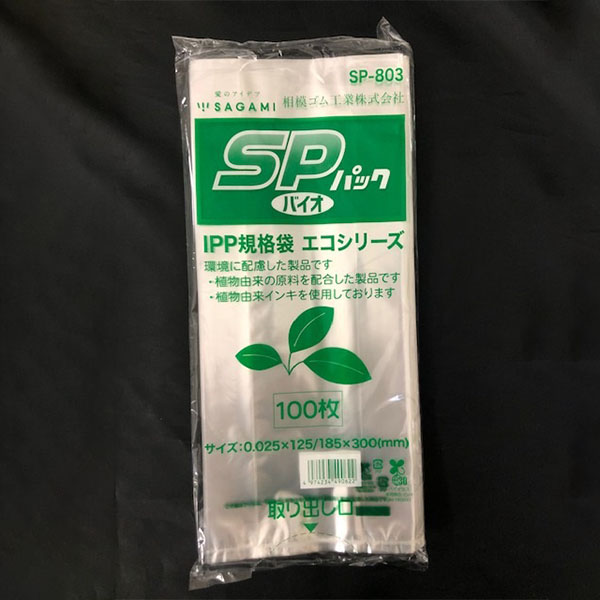 SP-803
愛のアイデア
SAGAMI 相模ゴム工業株式会社
SPパック
バイオ
IPP規格袋 エコシリーズ
環境に配慮した製品です
・植物由来の原料を配合した製品です
・植物由来インキを使用しております
100枚
サイズ:0.025×125/185×300(mm)
4 974234 490622
取り出し口